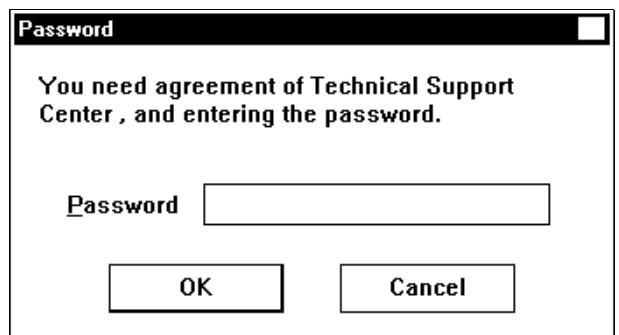 Password
You need agreement of Technical Support
Center , and entering the password.
Password
OK
Cancel